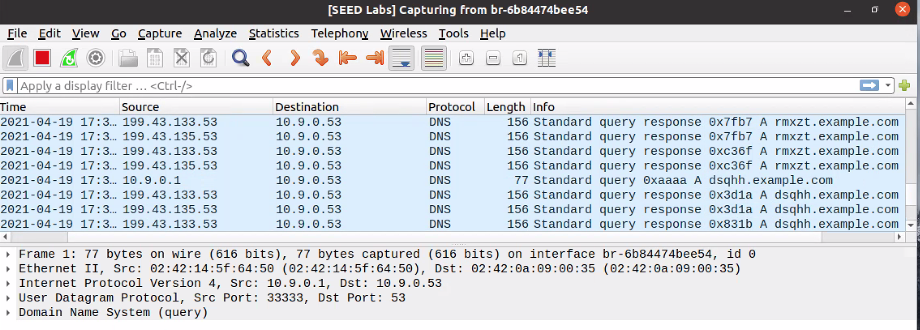 [SEED Labs] Capturing from br-6b84474bee54
File Edit View Go Capture Analyze Statistics Telephony Wireless Tools Help
Apply a display filter … <Ctrl-/>
Time Source Destination Protocol Length Info
2021-04-19 17:3… 199.43.133.53 10.9.0.53 DNS 156 Standard query response 0x7fb7 A rmxzt.example.com
2021-04-19 17:3… 199.43.135.53 10.9.0.53 DNS 156 Standard query response 0x7fb7 A rmxzt.example.com
2021-04-19 17:3… 199.43.133.53 10.9.0.53 DNS 156 Standard query response 0xc36f A rmxzt.example.com
2021-04-19 17:3… 199.43.135.53 10.9.0.53 DNS 156 Standard query response 0xc36f A rmxzt.example.com
2021-04-19 17:3… 10.9.0.1 10.9.0.53 DNS 77 Standard query 0xaaaa A dsqhh.example.com
2021-04-19 17:3… 199.43.133.53 10.9.0.53 DNS 156 Standard query response 0x3d1a A dsqhh.example.com
2021-04-19 17:3… 199.43.135.53 10.9.0.53 DNS 156 Standard query response 0x3d1a A dsqhh.example.com
2021-04-19 17:3… 199.43.133.53 10.9.0.53 DNS 156 Standard query response 0x831b A dsqhh.example.com
Frame 1: 77 bytes on wire (616 bits), 77 bytes captured (616 bits) on interface br-6b84474bee54, id 0
Ethernet II, Src: 02:42:14:5f:64:50 (02:42:14:5f:64:50), Dst: 02:42:0a:09:00:35 (02:42:0a:09:00:35)
Internet Protocol Version 4, Src: 10.9.0.1, Dst: 10.9.0.53
User Datagram Protocol, Src Port: 33333, Dst Port: 53
Domain Name System (query)